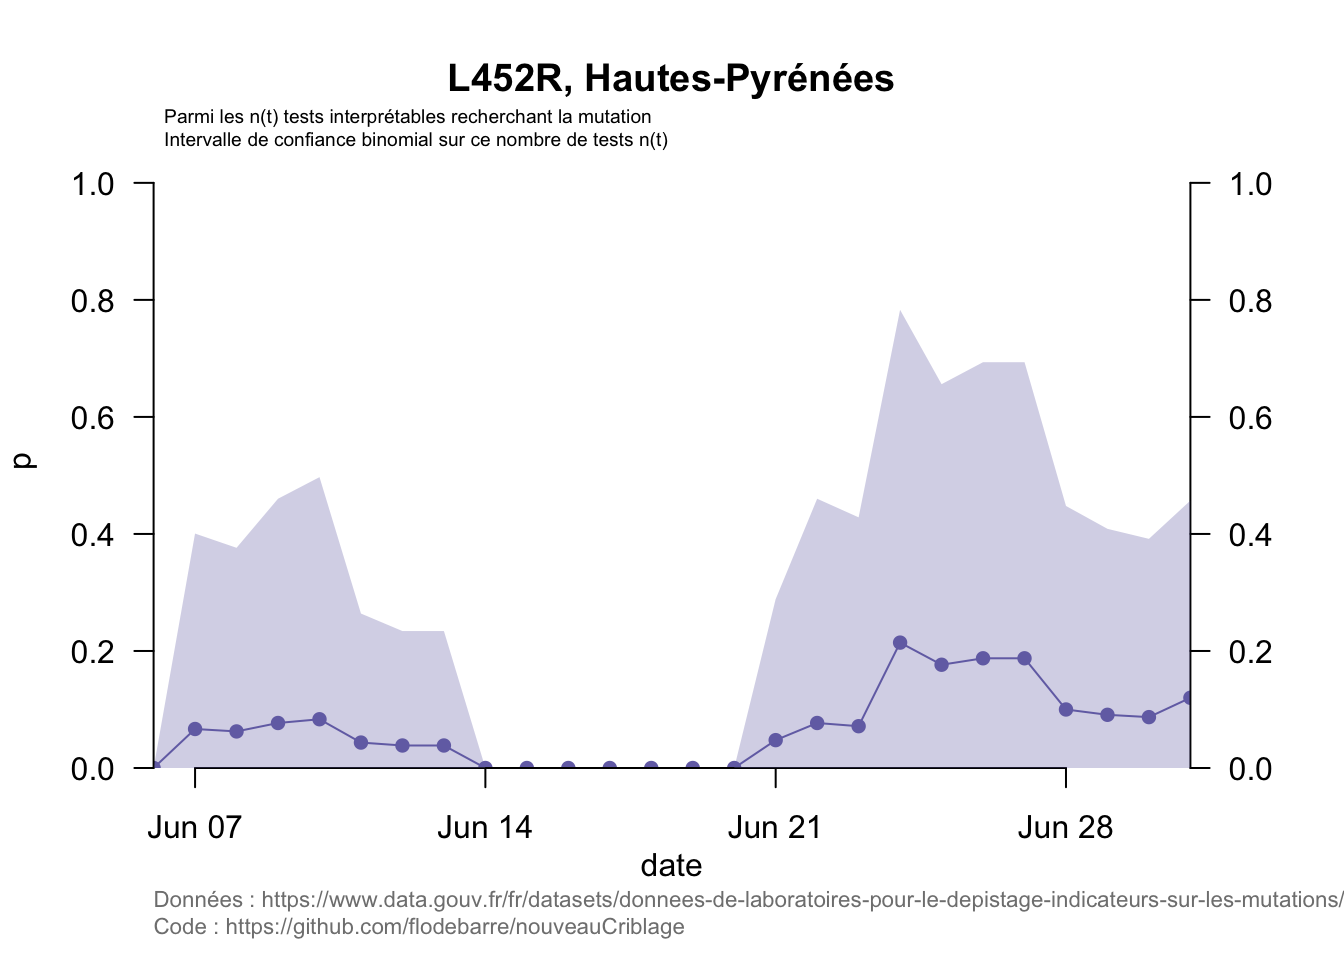 L452R, Hautes-Pyrénées
Parmi les n(t) tests interprétables recherchant la mutation
Intervalle de confiance binomial sur ce nombre de tests n(t)
1.0 1.0
0.8 0.8
0.6 0.6
p
0.4 0.4
0.2 0.2
0.0 0.0
Jun 07 Jun 14 Jun 21 Jun 28
date
Données : https://www.data.gouv.fr/fr/datasets/donnees-de-laboratoires-pour-le-depistage-indicateurs-sur-les-mutations/
Code : https://github.com/flodebarre/nouveauCriblage